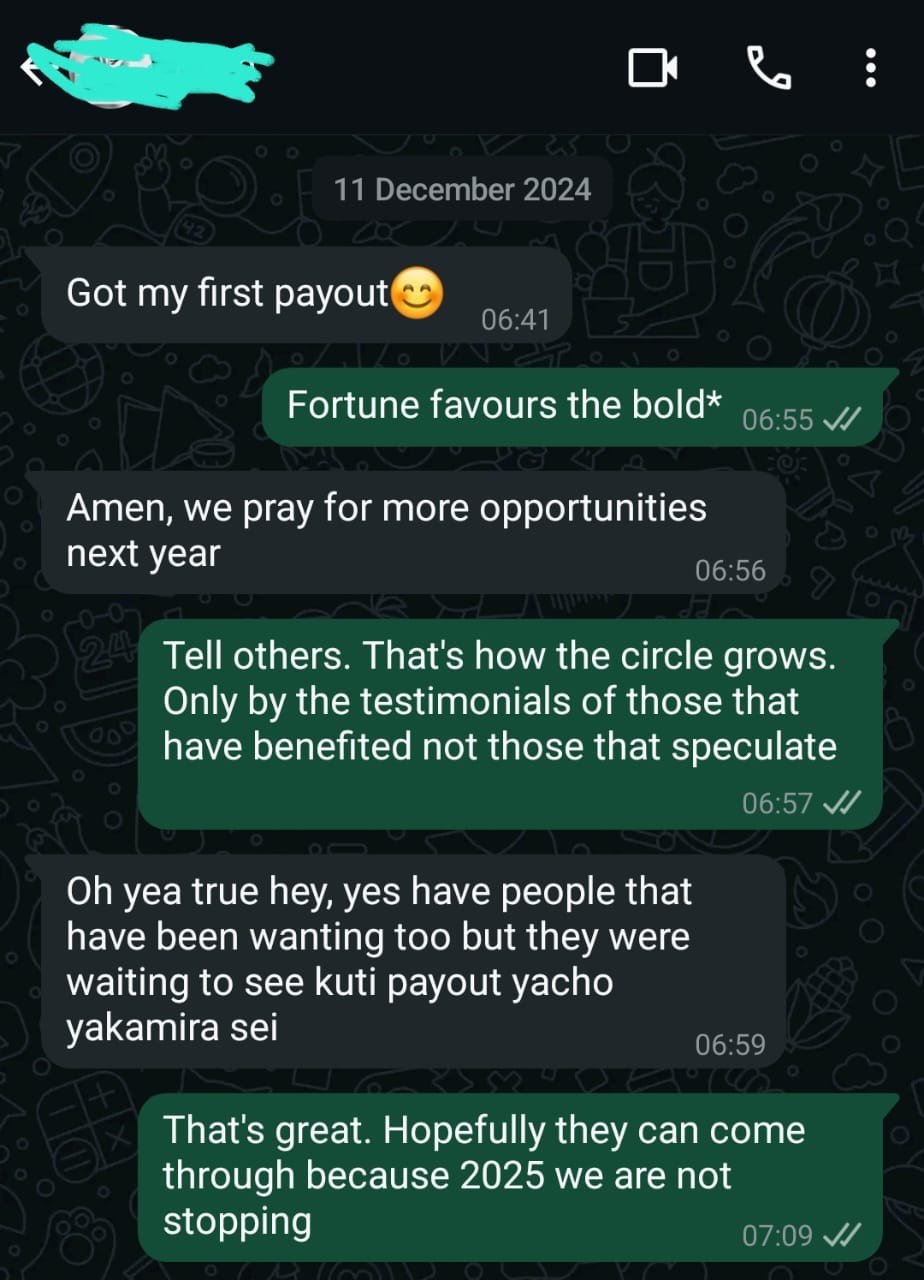 11 December 2024
Got my first payout😊
06:41
Fortune favours the bold*
06:55
Amen, we pray for more opportunities
next year
06:56
Tell others. That's how the circle grows.
Only by the testimonials of those that
have benefited not those that speculate
06:57
Oh yea true hey, yes have people that
have been wanting too but they were
waiting to see kuti payout yacho
yakamira sei
06:59
That's great. Hopefully they can come
through because 2025 we are not
stopping
07:09